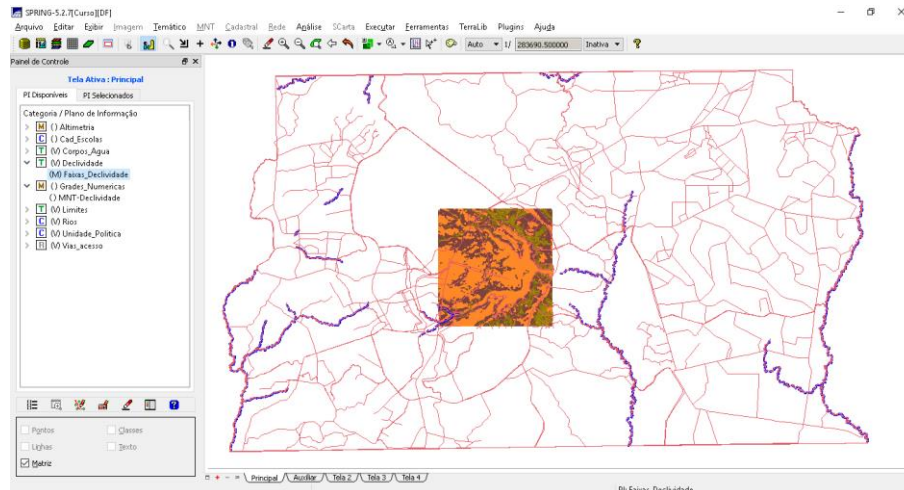 SPRING-5.2.7[Curso][DF]
Arquivo Editar Exibir Imagem Temático MNT Cadastral Rede Análise SCarta Executar Ferramentas TerraLib Plugins Ajuda
Auto 1/ 283690.500000 Inativa
Painel de Controle
Tela Ativa : Principal
PI Disponíveis PI Selecionados
Categoria / Plano de Informação
M () Altimetria
C () Cad_Escolas
T (V) Corpos_Agua
T (V) Declividade
(M) Faixas_Declividade
M () Grades_Numericas
() MNT-Declividade
T (V) Limites
C (V) Rios
C (V) Unidade_Politica
R (V) Vias_acesso
Pontos Classes
Linhas Texto
Matriz
Principal Auxiliar Tela 2 Tela 3 Tela 4
PI: Faixas_Declividade